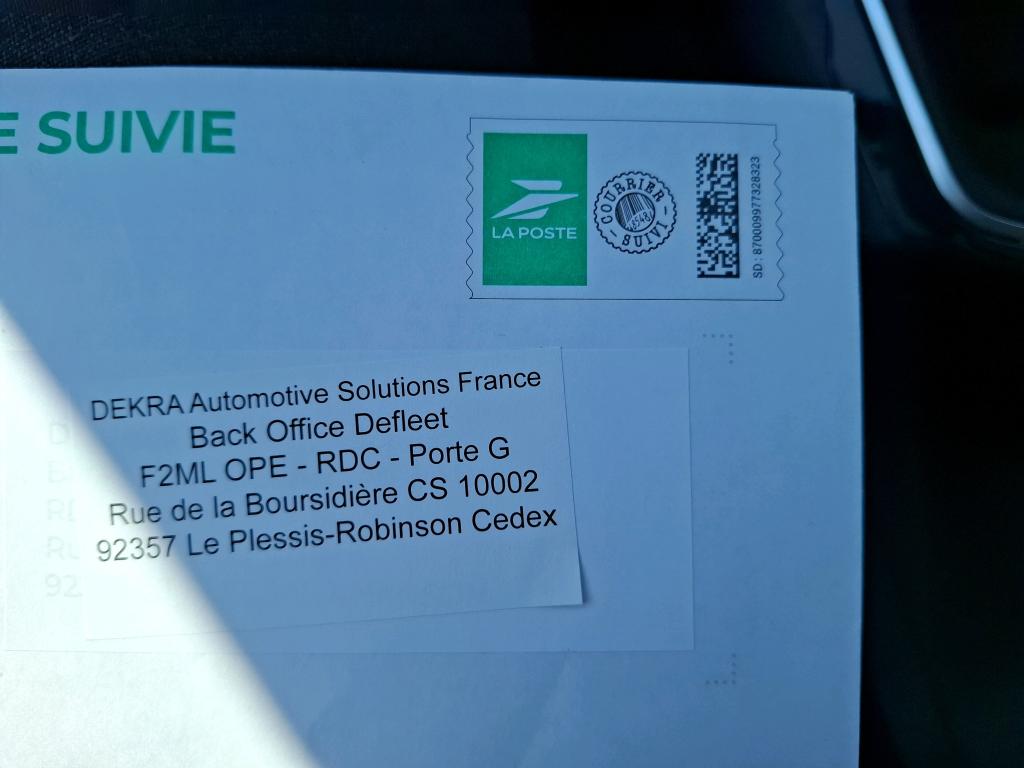 E SUIVIE
LA POSTE
COURRIER
SUIVI
SD : 87000997732B323
DEKRA Automotive Solutions France
Back Office Defleet
F2ML OPE - RDC - Porte G
Rue de la Boursidière CS 10002
92357 Le Plessis-Robinson Cedex